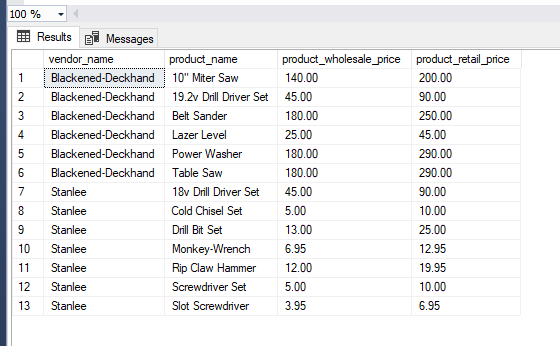 100 %
Results Messages
vendor_name product_name product_wholesale_price product_retail_price
1 Blackened-Deckhand 10" Miter Saw 140.00 200.00
2 Blackened-Deckhand 19.2v Drill Driver Set 45.00 90.00
3 Blackened-Deckhand Belt Sander 180.00 250.00
4 Blackened-Deckhand Lazer Level 25.00 45.00
5 Blackened-Deckhand Power Washer 180.00 290.00
6 Blackened-Deckhand Table Saw 180.00 290.00
7 Stanlee 18v Drill Driver Set 45.00 90.00
8 Stanlee Cold Chisel Set 5.00 10.00
9 Stanlee Drill Bit Set 13.00 25.00
10 Stanlee Monkey-Wrench 6.95 12.95
11 Stanlee Rip Claw Hammer 12.00 19.95
12 Stanlee Screwdriver Set 5.00 10.00
13 Stanlee Slot Screwdriver 3.95 6.95